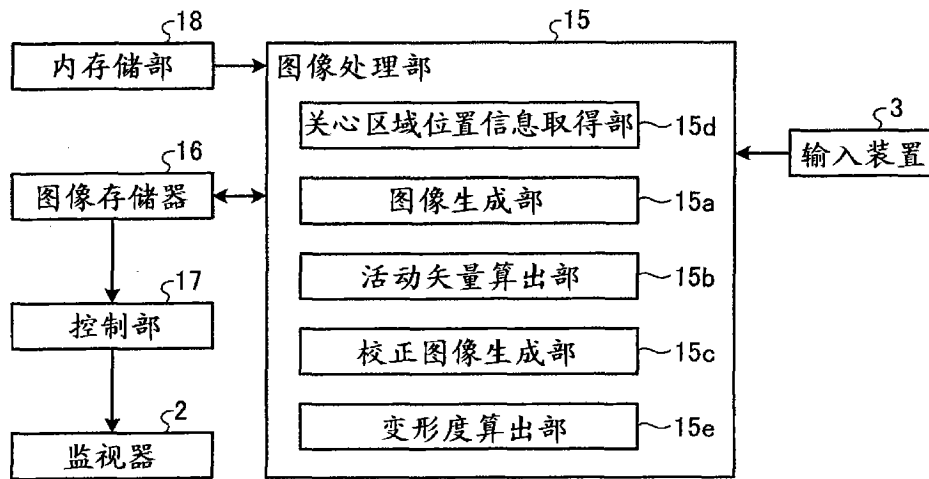 18
内存储部
16
图像存储器
17
控制部
2
监视器
15
图像处理部
关心区域位置信息取得部
15d
图像生成部
15a
活动矢量算出部
15b
校正图像生成部
15c
变形度算出部
15e
3
输入装置